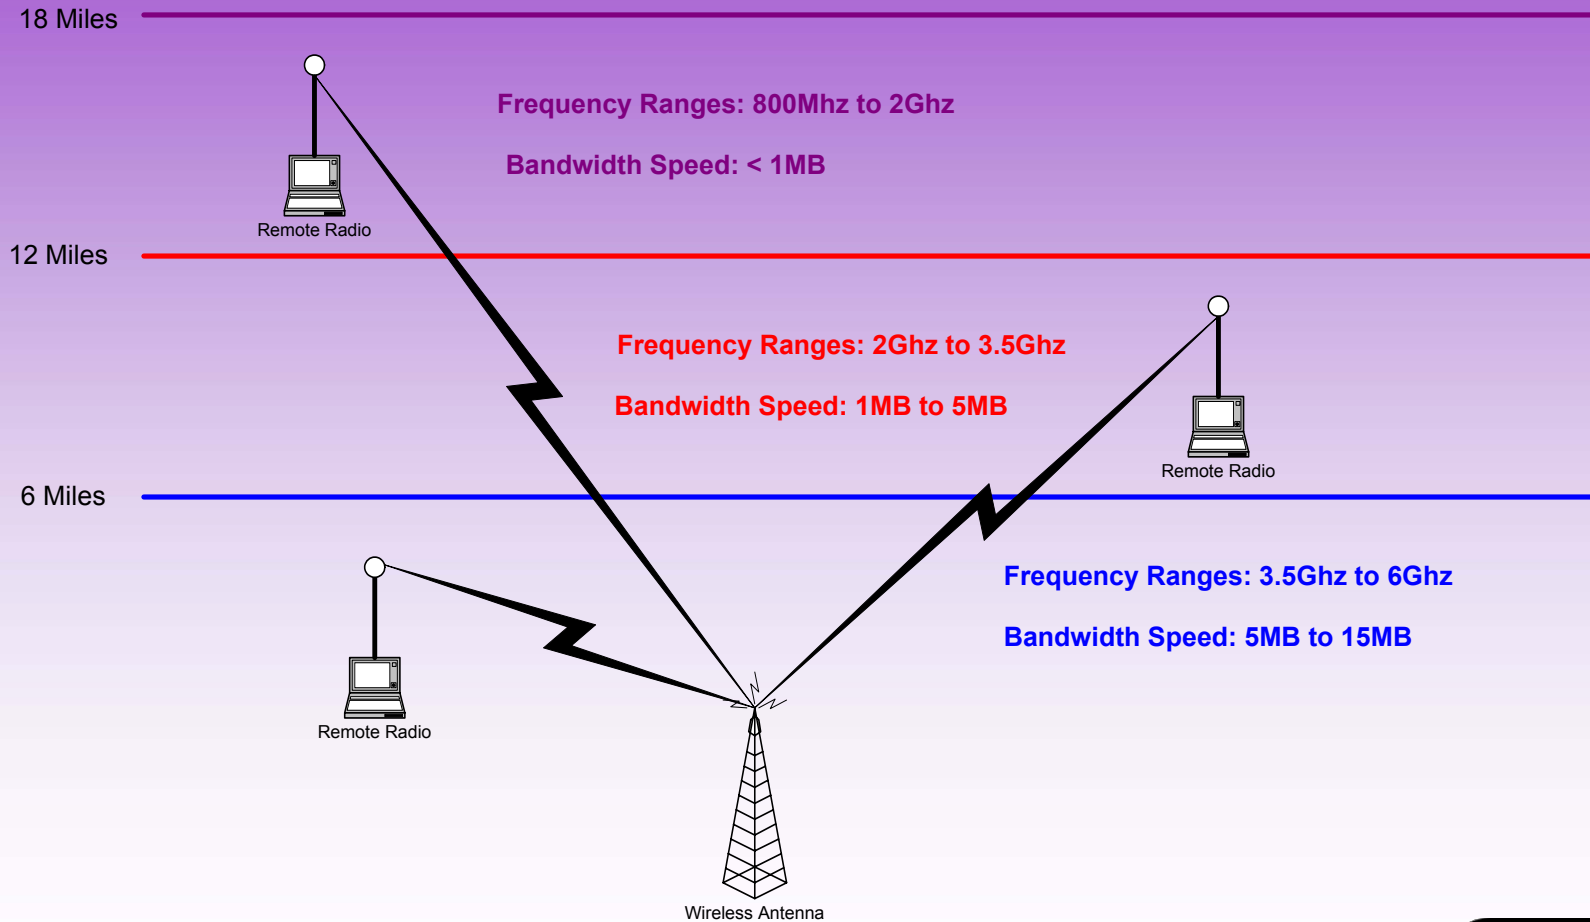 18 Miles
Frequency Ranges: 800Mhz to 2Ghz
Bandwidth Speed: < 1MB
Remote Radio
12 Miles
Frequency Ranges: 2Ghz to 3.5Ghz
Bandwidth Speed: 1MB to 5MB
Remote Radio
6 Miles
Frequency Ranges: 3.5Ghz to 6Ghz
Bandwidth Speed: 5MB to 15MB
Remote Radio
Wireless Antenna